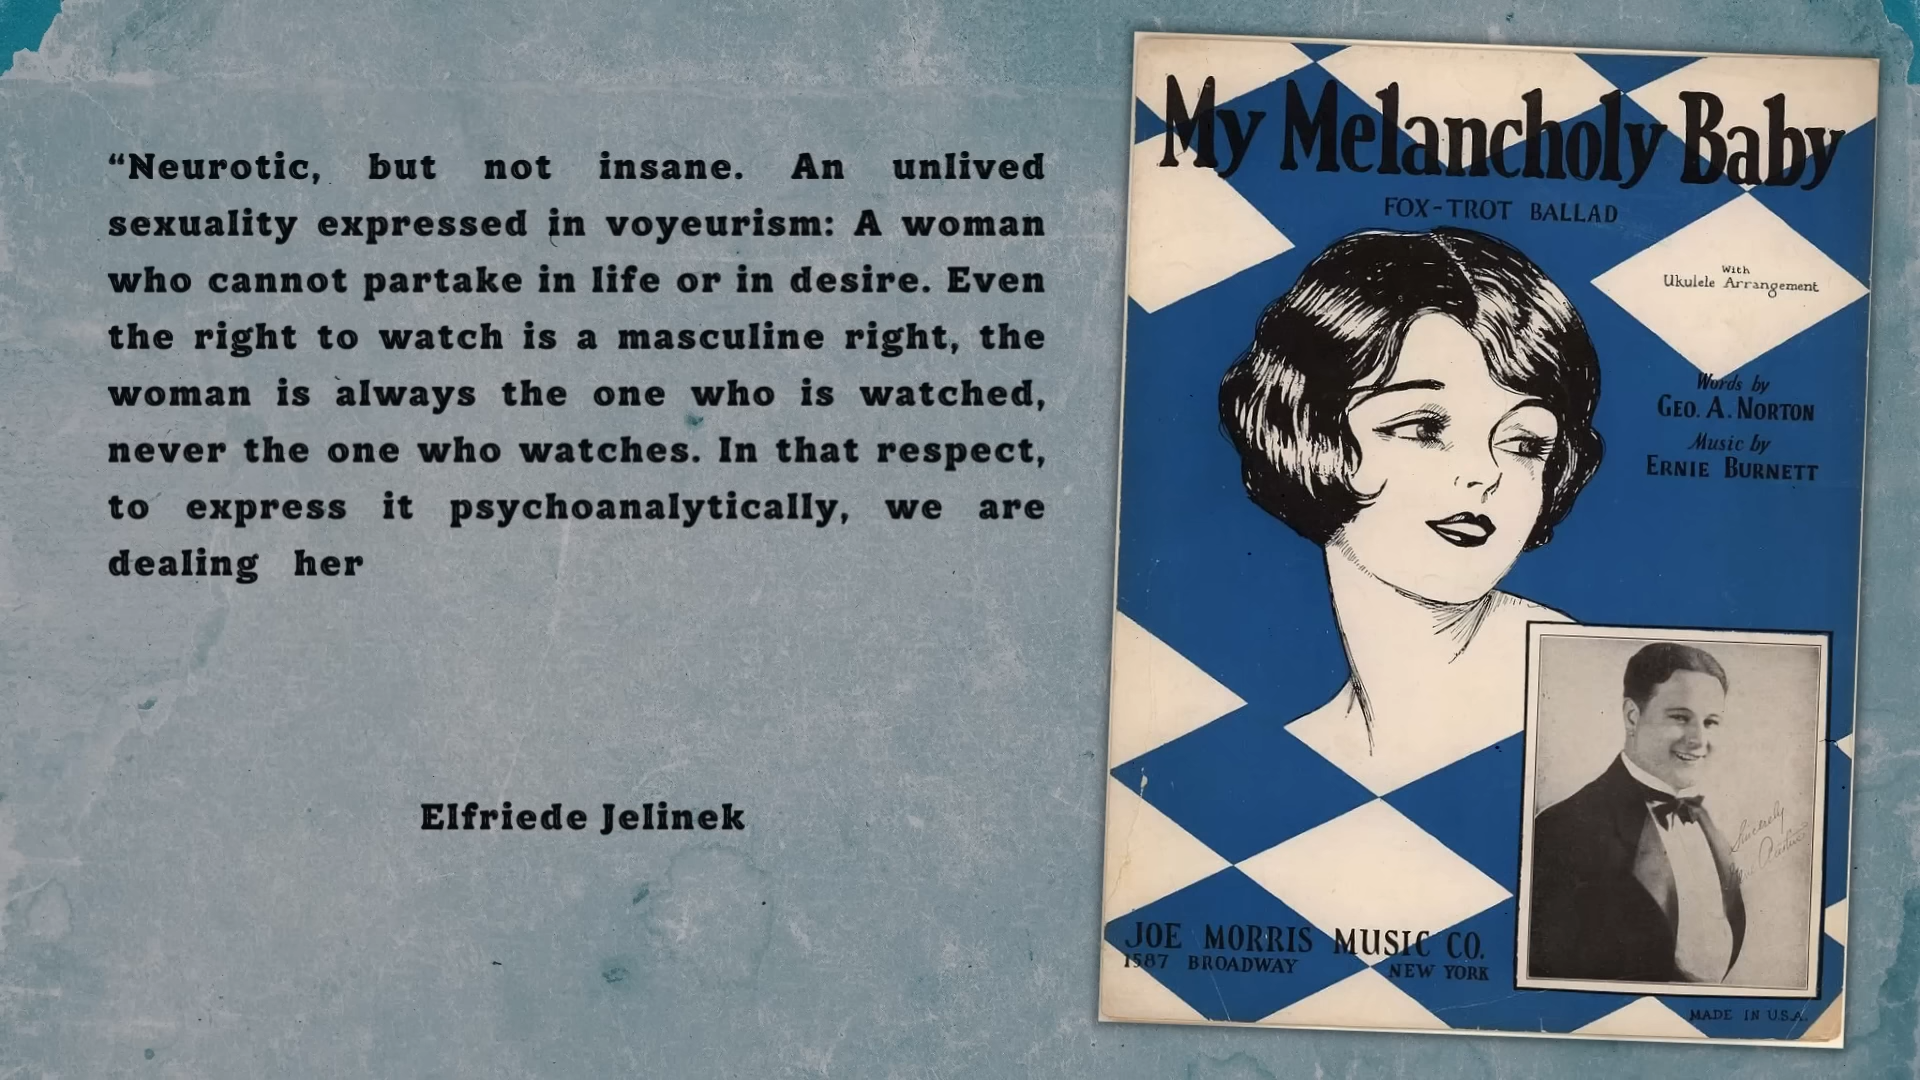 “Neurotic, but not insane. An unlived
sexuality expressed in voyeurism: A woman
who cannot partake in life or in desire. Even
the right to watch is a masculine right, the
woman is always the one who is watched,
never the one who watches. In that respect,
to express it psychoanalytically, we are
dealing her
Elfriede Jelinek
My Melancholy Baby
FOX-TROT BALLAD
With
Ukulele Arrangement
Words by
GEO. A. NORTON
Music by
ERNIE BURNETT
Sincerely
Gene Austin
JOE MORRIS MUSIC CO.
1587 BROADWAY NEW YORK
MADE IN U.S.A.